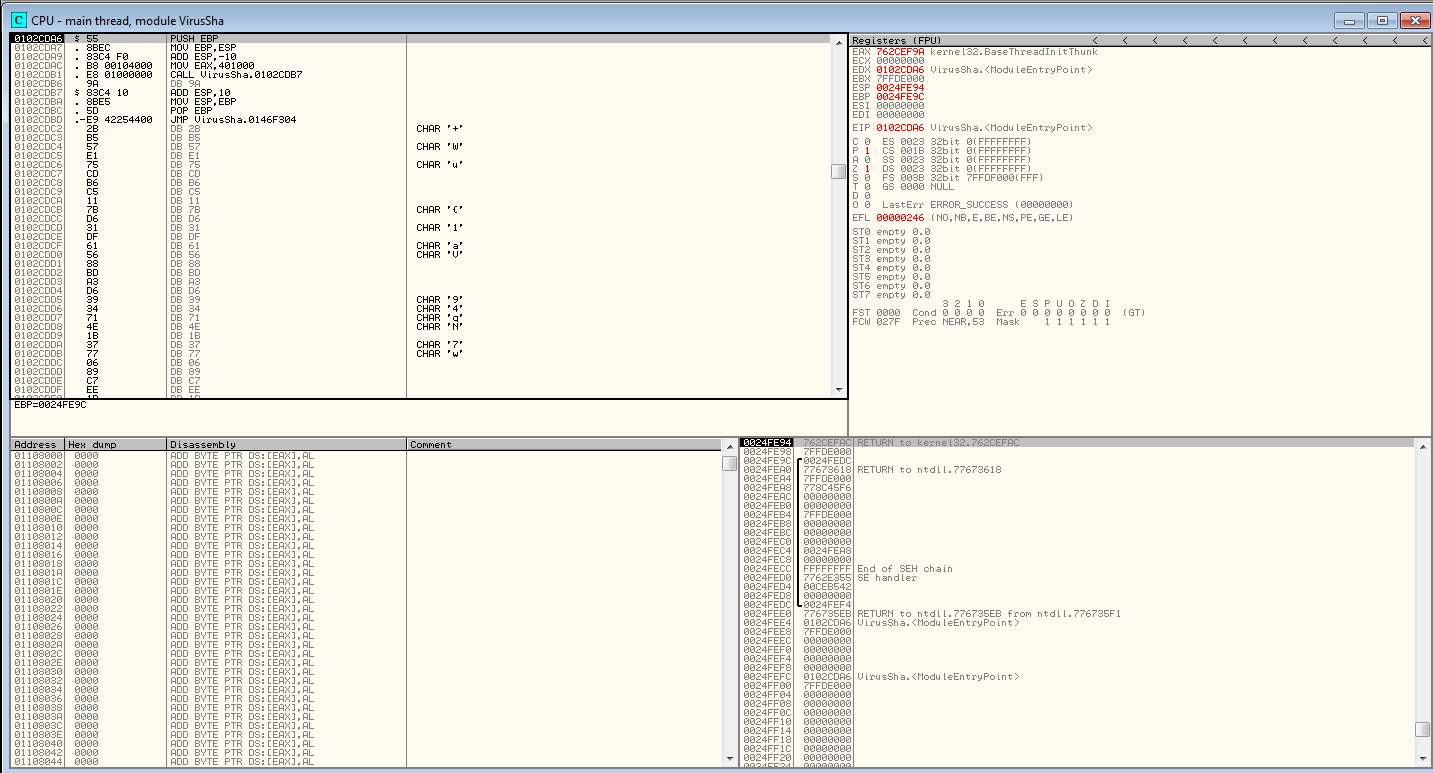 C CPU - main thread, module VirusSha
0102CDA6 $ 55 PUSH EBP
0102CDA7 . 8BEC MOV EBP,ESP
0102CDA9 . 83C4 F0 ADD ESP,-10
0102CDAC . B8 00104000 MOV EAX,401000
0102CDB1 . E8 01000000 CALL VirusSha.0102CDB7
0102CDB6 9A DB 9A
0102CDB7 $ 83C4 10 ADD ESP,10
0102CDBA . 8BE5 MOV ESP,EBP
0102CDBC . 5D POP EBP
0102CDBD .-E9 42254400 JMP VirusSha.0146F304
0102CDC2 2B DB 2B CHAR '+'
0102CDC3 B5 DB B5
0102CDC4 57 DB 57 CHAR 'W'
0102CDC5 E1 DB E1
0102CDC6 75 DB 75 CHAR 'u'
0102CDC7 CD DB CD
0102CDC8 B6 DB B6
0102CDC9 C5 DB C5
0102CDCA 11 DB 11
0102CDCB 7B DB 7B CHAR '{'
0102CDCC D6 DB D6
0102CDCD 31 DB 31 CHAR '1'
0102CDCE DF DB DF
0102CDCF 61 DB 61 CHAR 'a'
0102CDD0 56 DB 56 CHAR 'V'
0102CDD1 88 DB 88
0102CDD2 BD DB BD
0102CDD3 A3 DB A3
0102CDD4 D6 DB D6
0102CDD5 39 DB 39 CHAR '9'
0102CDD6 34 DB 34 CHAR '4'
0102CDD7 71 DB 71 CHAR 'q'
0102CDD8 4E DB 4E CHAR 'N'
0102CDD9 1B DB 1B
0102CDDA 37 DB 37 CHAR '7'
0102CDDB 77 DB 77 CHAR 'w'
0102CDDC 06 DB 06
0102CDDD 89 DB 89
0102CDDE C7 DB C7
0102CDDF EE DB EE
EBP=0024FE9C
Registers (FPU) < < < < < < < < < < <
EAX 762CEF9A kernel32.BaseThreadInitThunk
ECX 00000000
EDX 0102CDA6 VirusSha.<ModuleEntryPoint>
EBX 7FFDE000
ESP 0024FE94
EBP 0024FE9C
ESI 00000000
EDI 00000000
EIP 0102CDA6 VirusSha.<ModuleEntryPoint>
C 0 ES 0023 32bit 0(FFFFFFFF)
P 1 CS 001B 32bit 0(FFFFFFFF)
A 0 SS 0023 32bit 0(FFFFFFFF)
Z 1 DS 0023 32bit 0(FFFFFFFF)
S 0 FS 003B 32bit 7FFDF000(FFF)
T 0 GS 0000 NULL
D 0
O 0 LastErr ERROR_SUCCESS (00000000)
EFL 00000246 (NO,NB,E,BE,NS,PE,GE,LE)
ST0 empty 0.0
ST1 empty 0.0
ST2 empty 0.0
ST3 empty 0.0
ST4 empty 0.0
ST5 empty 0.0
ST6 empty 0.0
ST7 empty 0.0
3 2 1 0 E S P U O Z D I
FST 0000 Cond 0 0 0 0 Err 0 0 0 0 0 0 0 0 (GT)
FCW 027F Prec NEAR,53 Mask 1 1 1 1 1 1
Address Hex dump Disassembly Comment
01108000 0000 ADD BYTE PTR DS:[EAX],AL
01108002 0000 ADD BYTE PTR DS:[EAX],AL
01108004 0000 ADD BYTE PTR DS:[EAX],AL
01108006 0000 ADD BYTE PTR DS:[EAX],AL
01108008 0000 ADD BYTE PTR DS:[EAX],AL
0110800A 0000 ADD BYTE PTR DS:[EAX],AL
0110800C 0000 ADD BYTE PTR DS:[EAX],AL
0110800E 0000 ADD BYTE PTR DS:[EAX],AL
01108010 0000 ADD BYTE PTR DS:[EAX],AL
01108012 0000 ADD BYTE PTR DS:[EAX],AL
01108014 0000 ADD BYTE PTR DS:[EAX],AL
01108016 0000 ADD BYTE PTR DS:[EAX],AL
01108018 0000 ADD BYTE PTR DS:[EAX],AL
0110801A 0000 ADD BYTE PTR DS:[EAX],AL
0110801C 0000 ADD BYTE PTR DS:[EAX],AL
0110801E 0000 ADD BYTE PTR DS:[EAX],AL
01108020 0000 ADD BYTE PTR DS:[EAX],AL
01108022 0000 ADD BYTE PTR DS:[EAX],AL
01108024 0000 ADD BYTE PTR DS:[EAX],AL
01108026 0000 ADD BYTE PTR DS:[EAX],AL
01108028 0000 ADD BYTE PTR DS:[EAX],AL
0110802A 0000 ADD BYTE PTR DS:[EAX],AL
0110802C 0000 ADD BYTE PTR DS:[EAX],AL
0110802E 0000 ADD BYTE PTR DS:[EAX],AL
01108030 0000 ADD BYTE PTR DS:[EAX],AL
01108032 0000 ADD BYTE PTR DS:[EAX],AL
01108034 0000 ADD BYTE PTR DS:[EAX],AL
01108036 0000 ADD BYTE PTR DS:[EAX],AL
01108038 0000 ADD BYTE PTR DS:[EAX],AL
0110803A 0000 ADD BYTE PTR DS:[EAX],AL
0110803C 0000 ADD BYTE PTR DS:[EAX],AL
0110803E 0000 ADD BYTE PTR DS:[EAX],AL
01108040 0000 ADD BYTE PTR DS:[EAX],AL
01108042 0000 ADD BYTE PTR DS:[EAX],AL
01108044 0000 ADD BYTE PTR DS:[EAX],AL
0024FE94 762CEFAC RETURN to kernel32.762CEFAC
0024FE98 7FFDE000
0024FE9C 0024FEDC
0024FEA0 77673618 RETURN to ntdll.77673618
0024FEA4 7FFDE000
0024FEA8 778C45F6
0024FEAC 00000000
0024FEB0 00000000
0024FEB4 7FFDE000
0024FEB8 00000000
0024FEBC 00000000
0024FEC0 00000000
0024FEC4 0024FEA8
0024FEC8 00000000
0024FECC FFFFFFFF End of SEH chain
0024FED0 7762E355 SE handler
0024FED4 00CEB542
0024FED8 00000000
0024FEDC 0024FEF4
0024FEE0 776735EB RETURN to ntdll.776735EB from ntdll.776735F1
0024FEE4 0102CDA6 VirusSha.<ModuleEntryPoint>
0024FEE8 7FFDE000
0024FEEC 00000000
0024FEF0 00000000
0024FEF4 00000000
0024FEF8 00000000
0024FEFC 0102CDA6 VirusSha.<ModuleEntryPoint>
0024FF00 7FFDE000
0024FF04 00000000
0024FF08 00000000
0024FF0C 00000000
0024FF10 00000000
0024FF14 00000000
0024FF18 00000000
0024FF1C 00000000
0024FF20 00000000